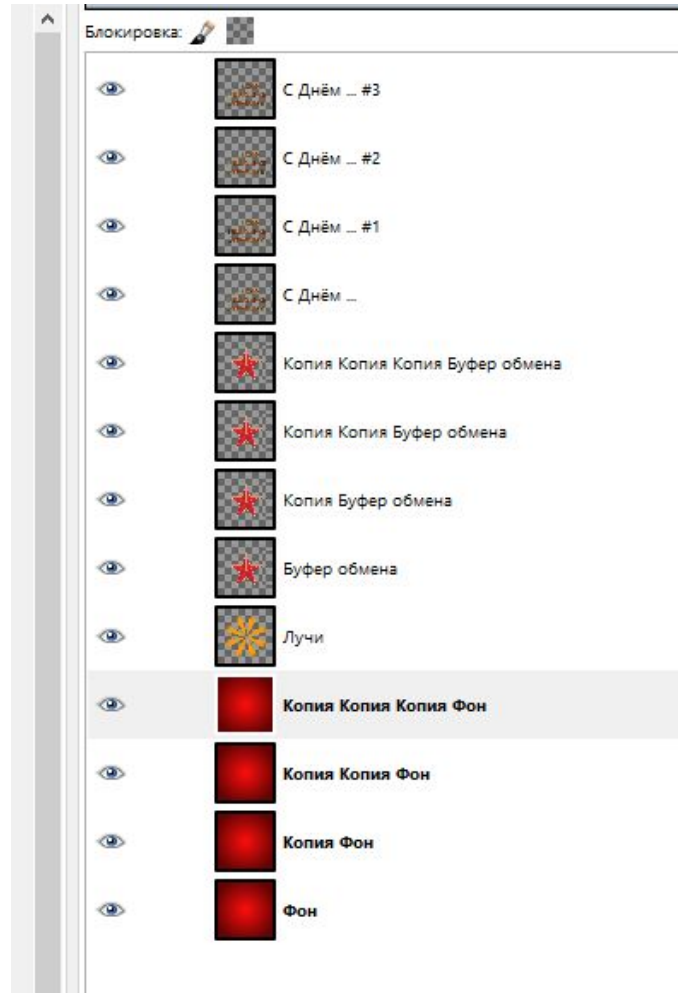 Блокировка:
С Днём ... #3
С Днём ... #2
С Днём ... #1
С Днём ...
Копия Копия Копия Буфер обмена
Копия Копия Буфер обмена
Копия Буфер обмена
Буфер обмена
Лучи
Копия Копия Копия Фон
Копия Копия Фон
Копия Фон
Фон